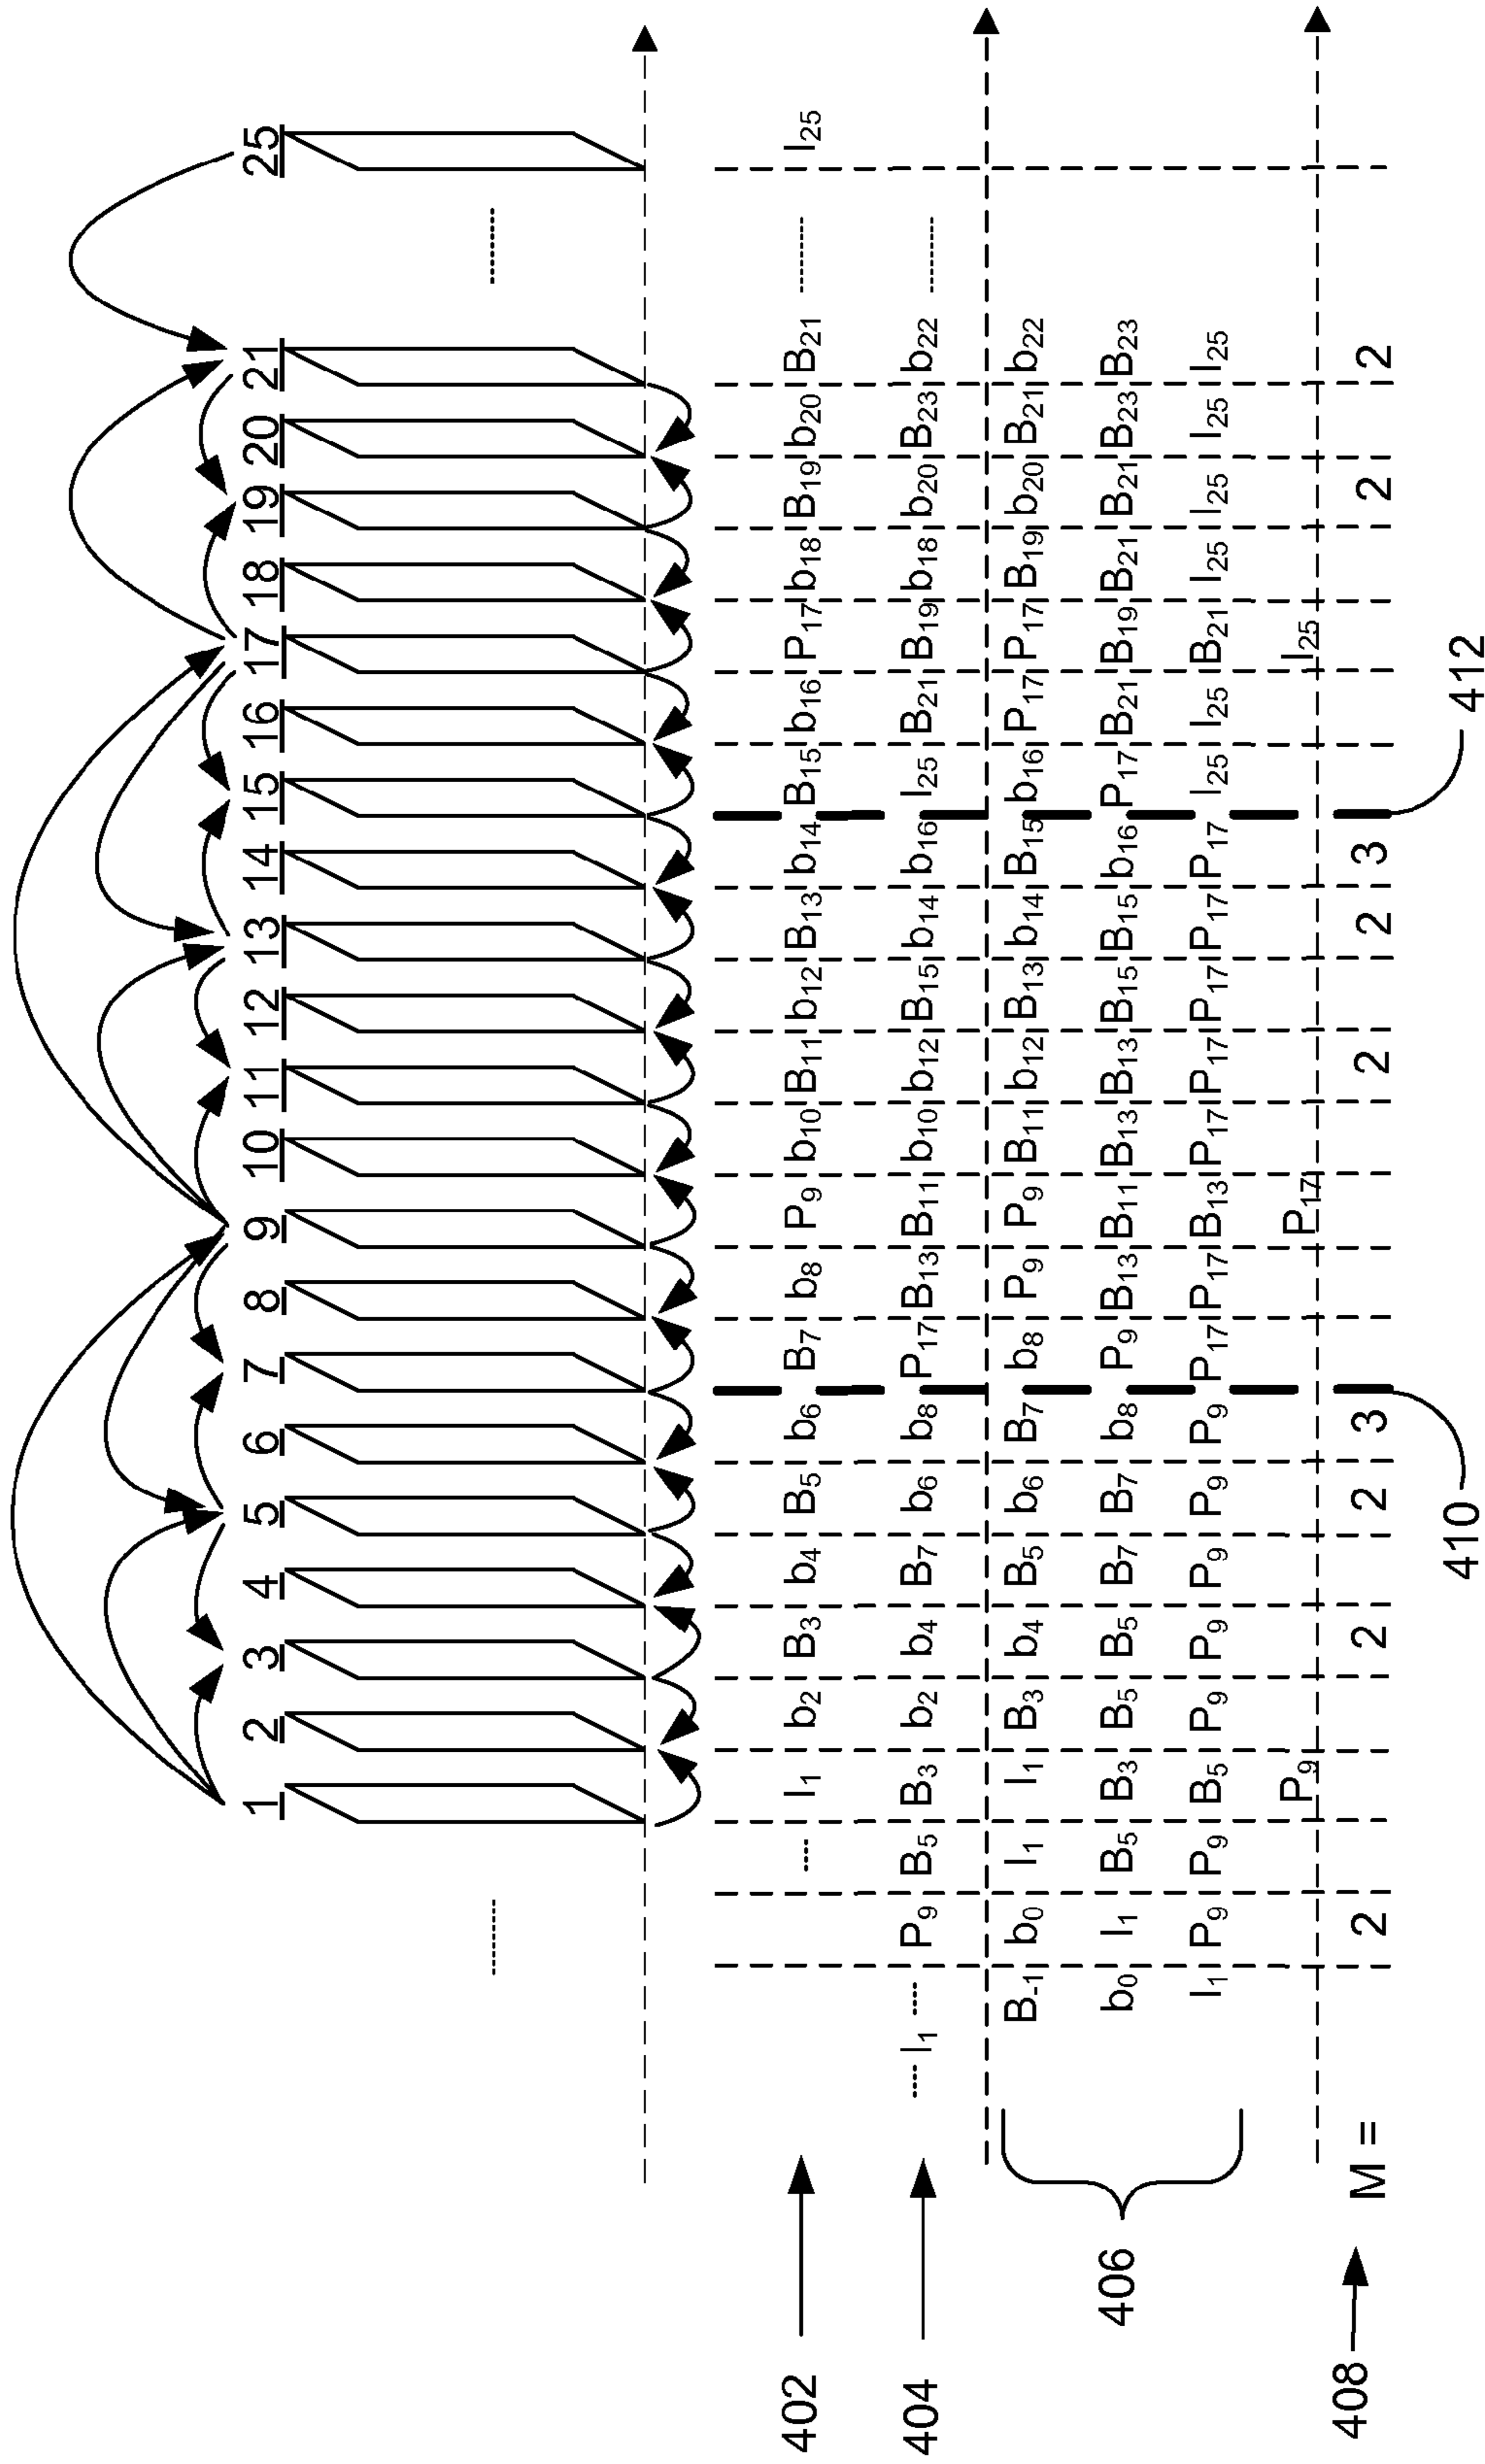 1 2 3 4 5 6 7 8 9 10 11 12 13 14 15 16 17 18 19 20 21 25
402 ..... I₁ b₂ B₃ b₄ B₅ b₆ B₇ b₈ P₉ b₁₀ B₁₁ b₁₂ B₁₃ b₁₄ B₁₅ b₁₆ P₁₇ b₁₈ B₁₉ b₂₀ B₂₁ .......... I₂₅
404 ..... I₁ ..... P₉ B₅ B₃ b₂ b₄ B₇ b₆ b₈ P₁₇ B₁₃ B₁₁ b₁₀ b₁₂ B₁₅ b₁₄ b₁₆ I₂₅ B₂₁ B₁₉ b₁₈ b₂₀ B₂₃ b₂₂ ..........
B₋₁ b₀ I₁ I₁ B₃ b₄ B₅ b₆ B₇ b₈ P₉ P₉ B₁₁ b₁₂ B₁₃ b₁₄ B₁₅ b₁₆ P₁₇ P₁₇ B₁₉ b₂₀ B₂₁ b₂₂
406 b₀ I₁ B₅ B₃ B₅ B₅ B₇ B₇ b₈ P₉ B₁₃ B₁₁ B₁₃ B₁₃ B₁₅ B₁₅ b₁₆ P₁₇ B₂₁ B₁₉ B₂₁ B₂₁ B₂₃ B₂₃
I₁ P₉ P₉ B₅ P₉ P₉ P₉ P₉ P₉ P₁₇ P₁₇ B₁₃ P₁₇ P₁₇ P₁₇ P₁₇ P₁₇ I₂₅ I₂₅ B₂₁ I₂₅ I₂₅ I₂₅ I₂₅
P₉ P₁₇ I₂₅
408 M = 2 2 2 3 2 2 3 2 2
410 412